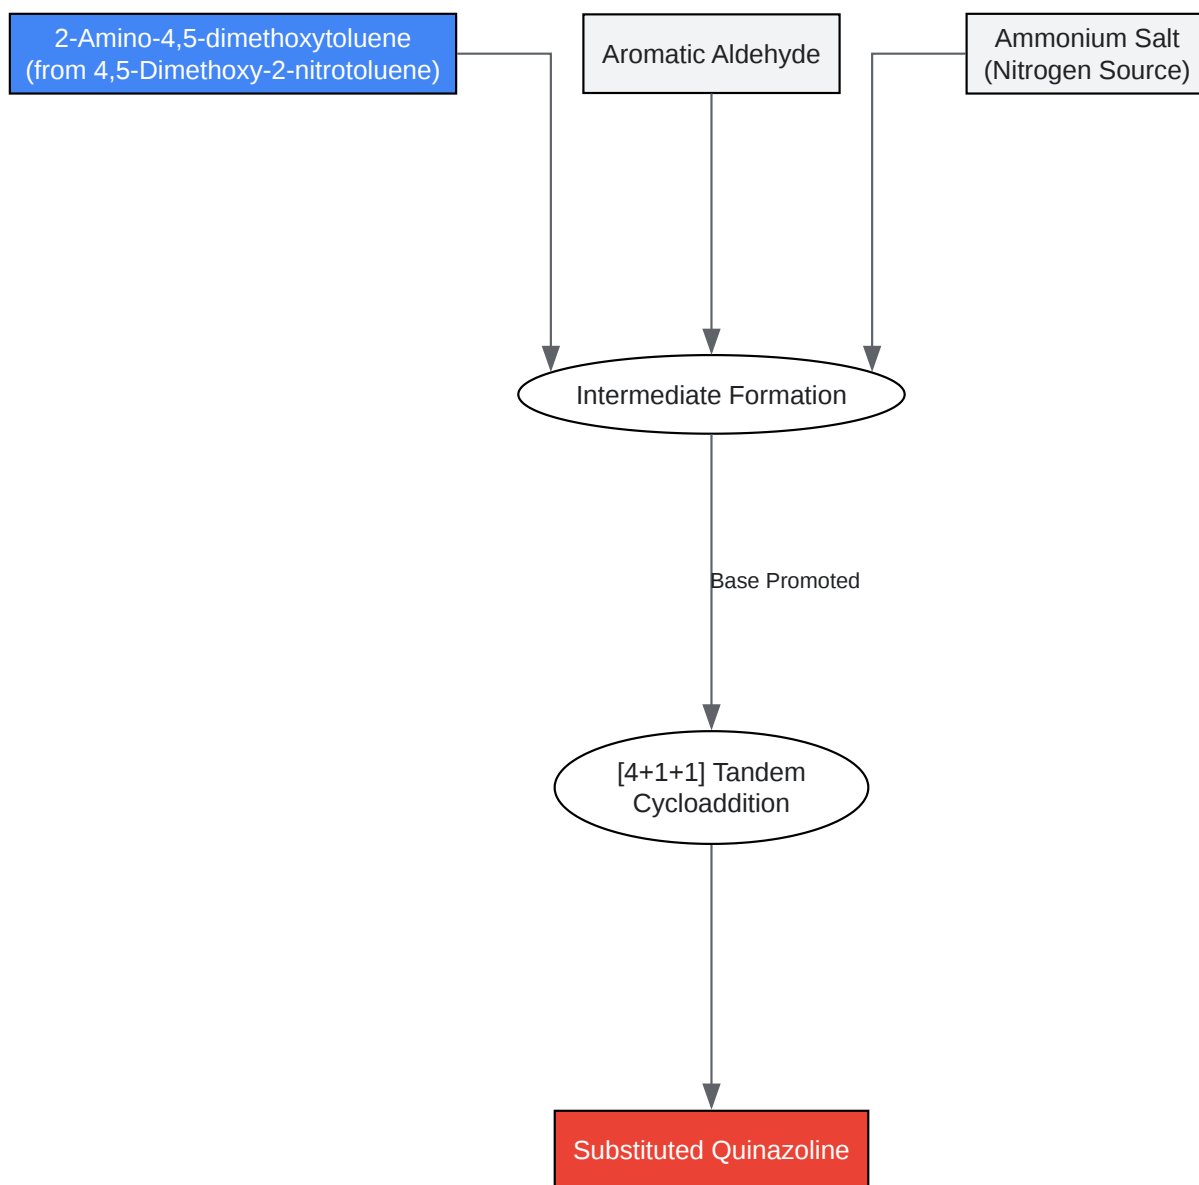 2-Amino-4,5-dimethoxytoluene
(from 4,5-Dimethoxy-2-nitrotoluene)
Aromatic Aldehyde
Ammonium Salt
(Nitrogen Source)
Intermediate Formation
Base Promoted
[4+1+1] Tandem
Cycloaddition
Substituted Quinazoline